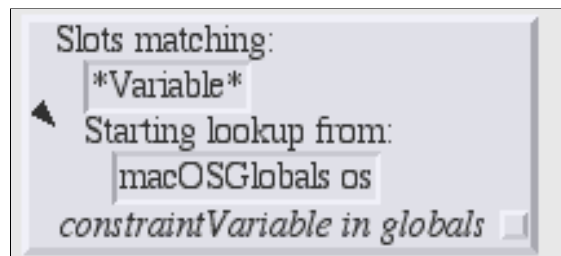 Slots matching:
*Variable*
Starting lookup from:
macOSGlobals os
constraintVariable in globals